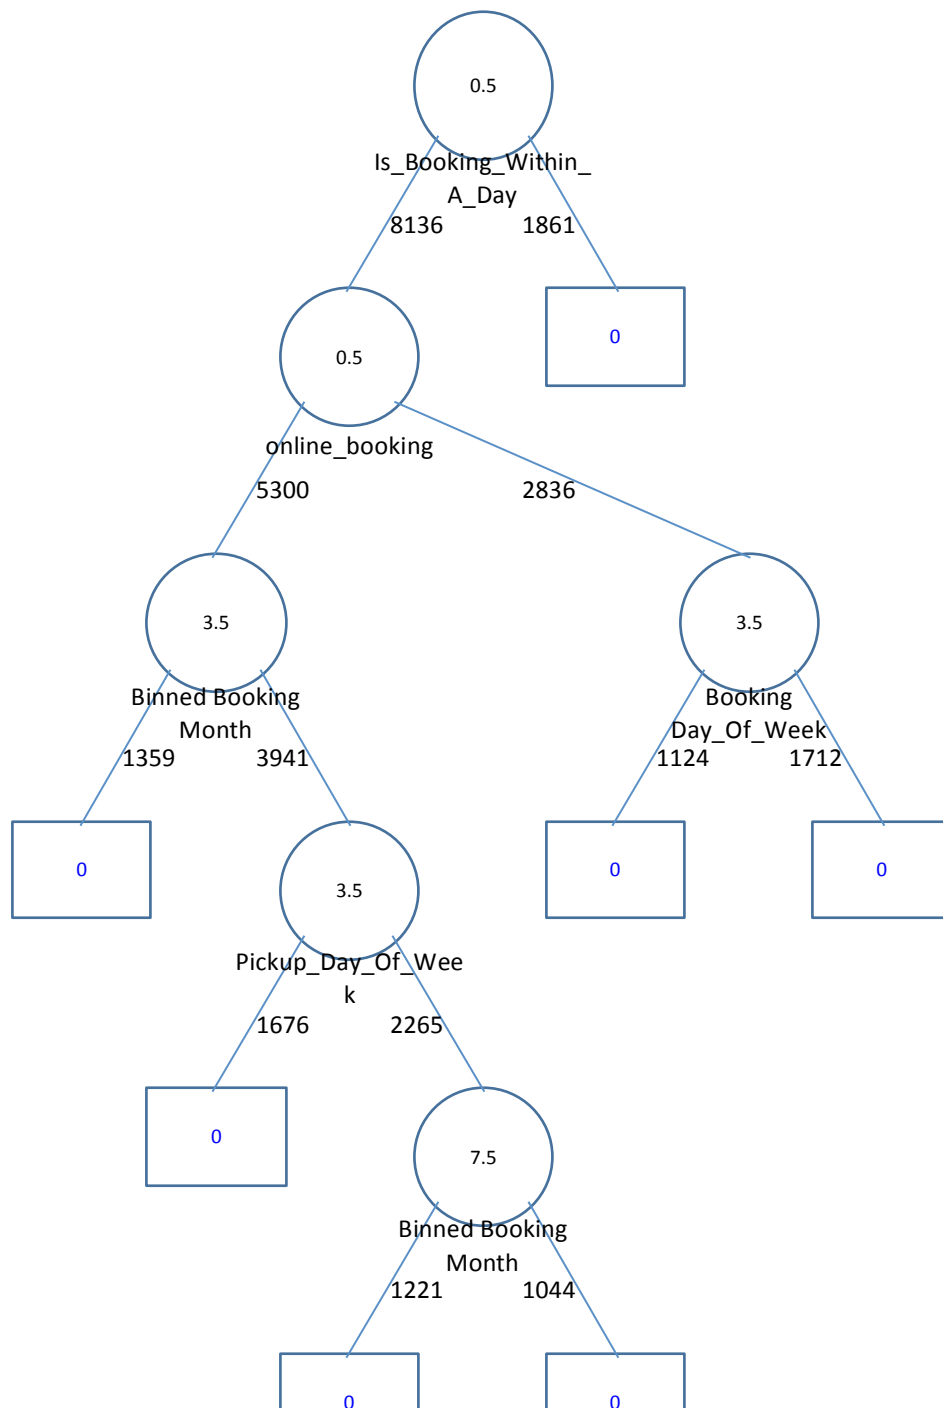 0.5
Is_Booking_Within_
A_Day
8136
1861
0.5
0
online_booking
5300
2836
3.5
3.5
Binned Booking
Month
Booking
Day_Of_Week
1359
3941
1124
1712
0
3.5
0
0
Pickup_Day_Of_Wee
k
1676
2265
0
7.5
Binned Booking
Month
1221
1044
0
0